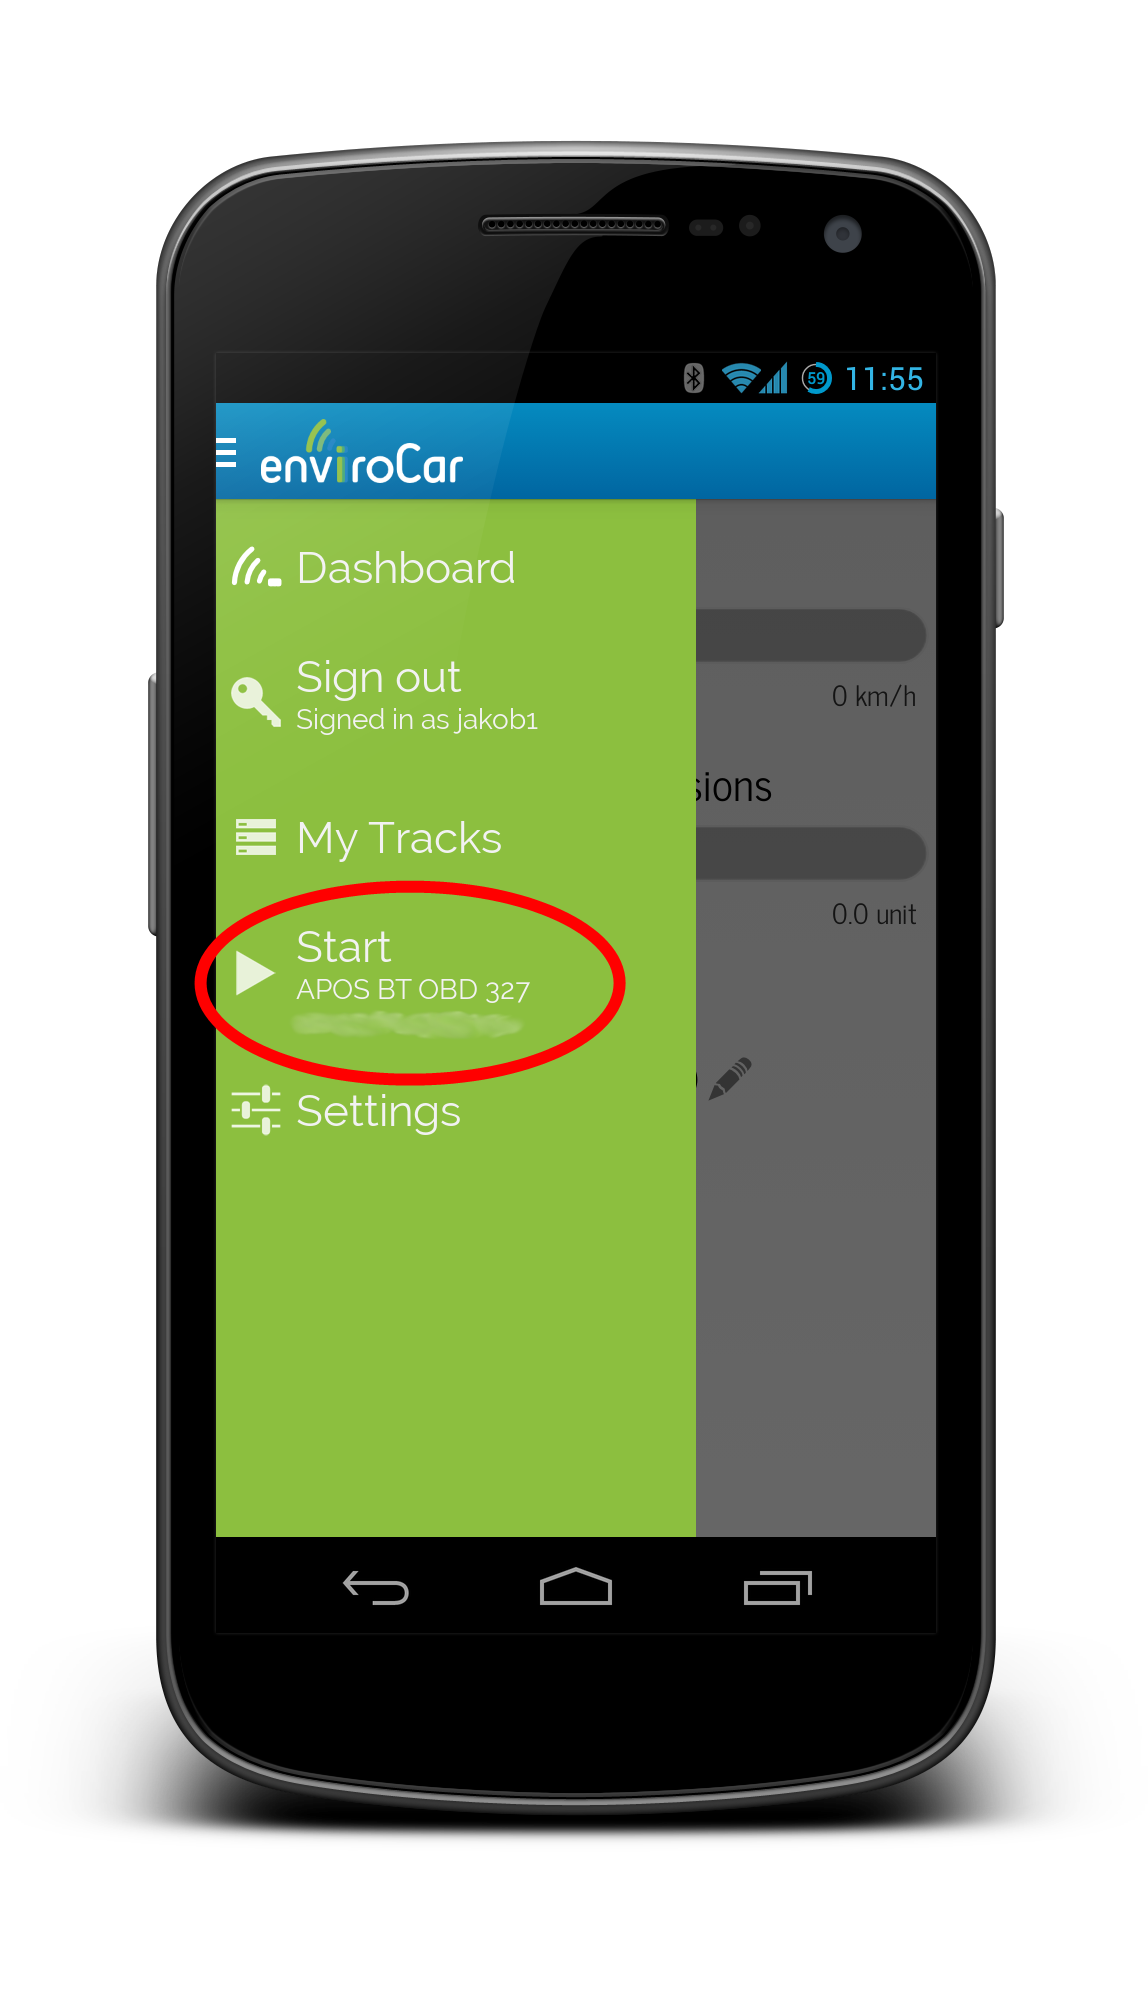 59 11:55
enviroCar
Dashboard
Sign out
Signed in as jakob1
My Tracks
Start
APOS BT OBD 327
Settings
0 km/h
sions
0.0 unit